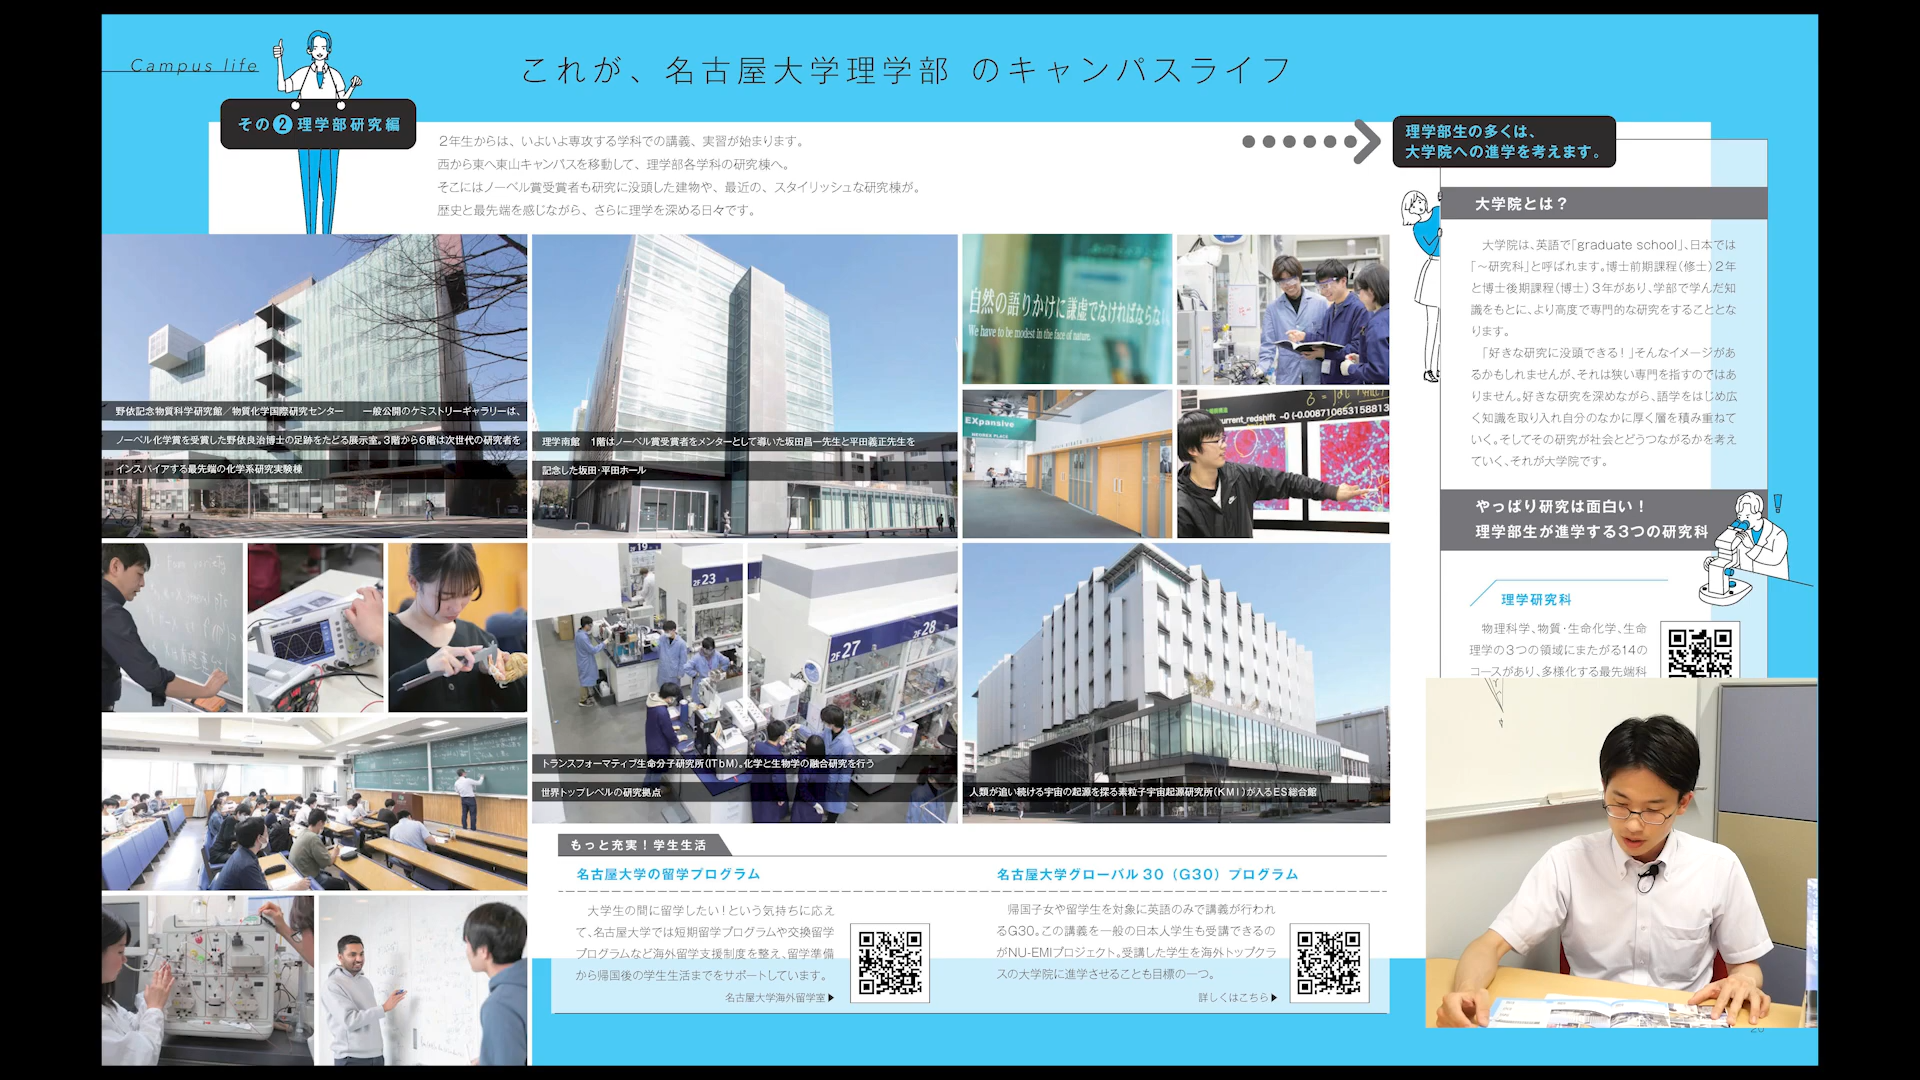 Campus life
これが、名古屋大学理学部 のキャンパスライフ
その2理学部研究編
2年生からは、いよいよ専攻する学科での講義、実習が始まります。
西から東へ東山キャンパスを移動して、理学部各学科の研究棟へ。
そこにはノーベル賞受賞者も研究に没頭した建物や、最近の、スタイリッシュな研究棟が。
歴史と最先端を感じながら、さらに理学を深める日々です。
野依記念物質科学研究館／物質化学国際研究センター　一般公開のケミストリーギャラリーは、
ノーベル化学賞を受賞した野依良治博士の足跡をたどる展示室。3階から6階は次世代の研究者を
インスパイアする最先端の化学系研究実験棟
理学南館　1階はノーベル賞受賞者をメンターとして導いた坂田昌一先生と平田義正先生を
記念した坂田・平田ホール
自然の語りかけに謙虚でなければならない
We have to be modest in the face of nature.
EXpansive
current_redshift ~0 (-0.008710653158813
2F 23
2F 27
2F 28
トランスフォーマティブ生命分子研究所(ITbM)。化学と生物学の融合研究を行う
世界トップレベルの研究拠点
人類が追い続ける宇宙の起源を探る素粒子宇宙起源研究所(KMI)が入るES総合館
もっと充実！学生生活
名古屋大学の留学プログラム
大学生の間に留学したい！という気持ちに応え
て、名古屋大学では短期留学プログラムや交換留学
プログラムなど海外留学支援制度を整え、留学準備
から帰国後の学生生活までをサポートしています。
名古屋大学海外留学室▶
名古屋大学グローバル30（G30）プログラム
帰国子女や留学生を対象に英語のみで講義が行われ
るG30。この講義を一般の日本人学生も受講できるの
がNU-EMIプロジェクト。受講した学生を海外トップクラ
スの大学院に進学させることも目標の一つ。
詳しくはこちら▶
理学部生の多くは、
大学院への進学を考えます。
大学院とは？
大学院は、英語で「graduate school」、日本では
「～研究科」と呼ばれます。博士前期課程(修士)2年
と博士後期課程(博士)3年があり、学部で学んだ知
識をもとに、より高度で専門的な研究をすることとな
ります。
「好きな研究に没頭できる！」そんなイメージがあ
るかもしれませんが、それは狭い専門を指すのではあ
りません。好きな研究を深めながら、語学をはじめ広
く知識を取り入れ自分のなかに厚く層を積み重ねて
いく。そしてその研究が社会とどうつながるかを考え
ていく、それが大学院です。
やっぱり研究は面白い！
理学部生が進学する3つの研究科
理学研究科
物理科学、物質・生命化学、生命
理学の3つの領域にまたがる14の
コースがあり、多様化する最先端科